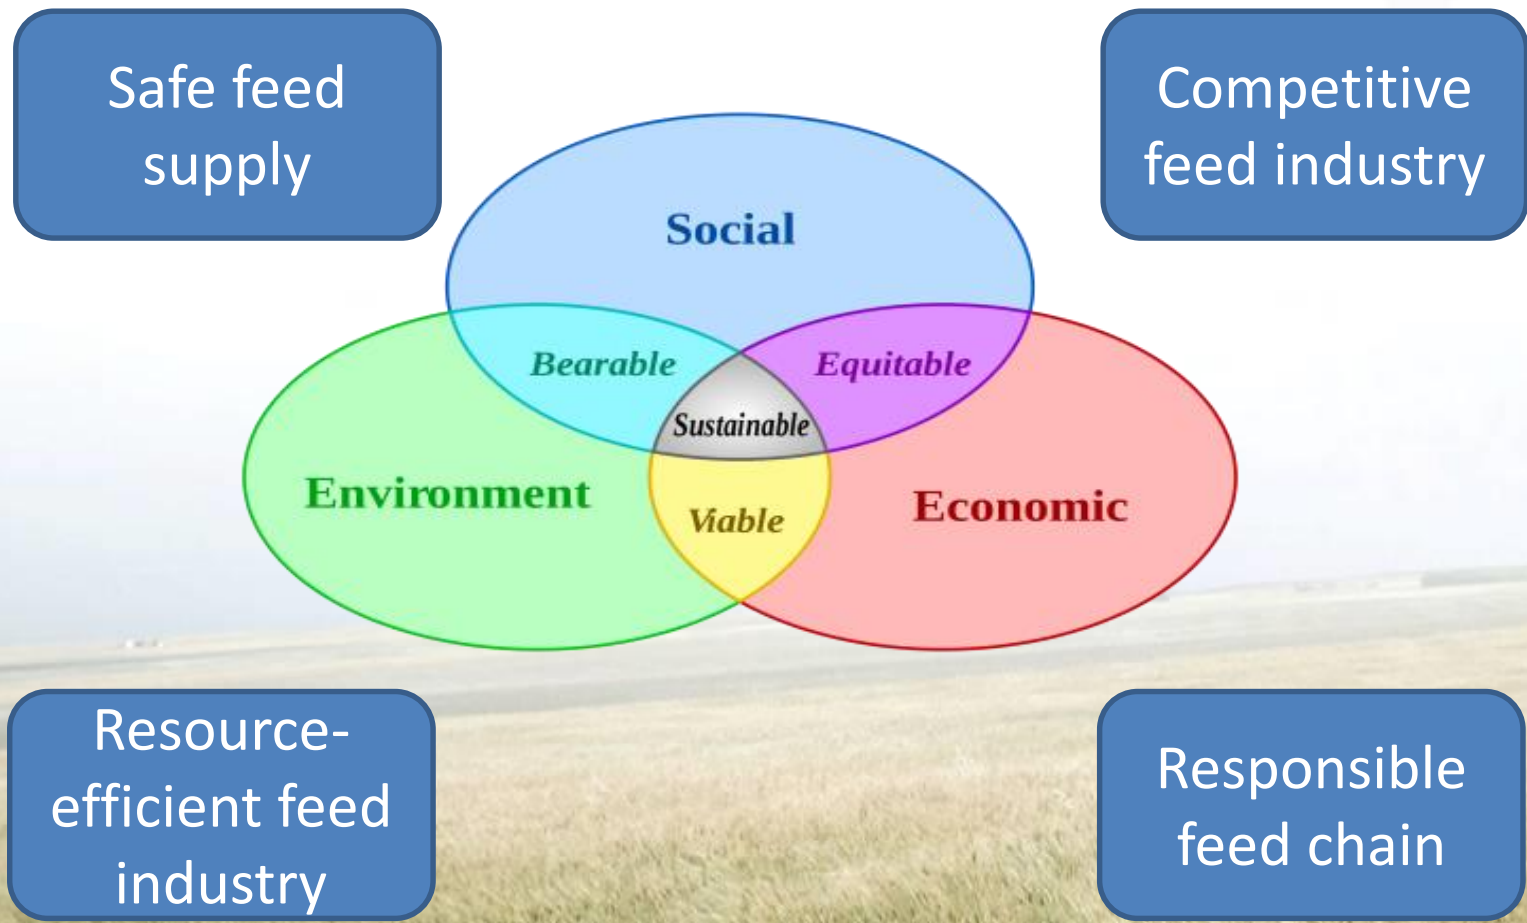 Safe feed
supply
Competitive
feed industry
Social
Bearable
Equitable
Sustainable
Environment
Economic
Viable
Resource-
efficient feed
industry
Responsible
feed chain